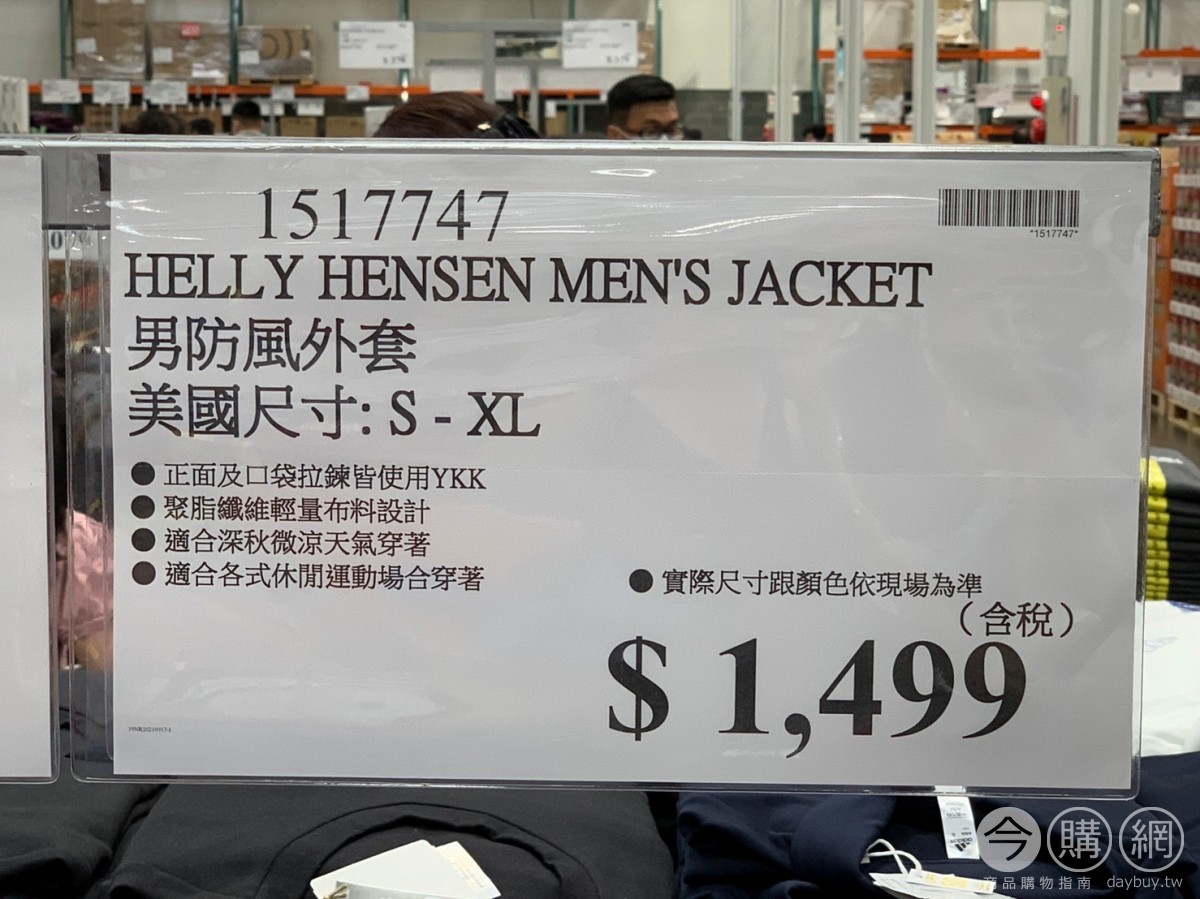 1517747
*1517747*
HELLY HENSEN MEN'S JACKET
男防風外套
美國尺寸: S - XL
● 正面及口袋拉鍊皆使用YKK
● 聚脂纖維輕量布料設計
● 適合深秋微涼天氣穿著
● 適合各式休閒運動場合穿著
● 實際尺寸跟顏色依現場為準
（含稅）
$ 1,499
adidas
今購網
商品購物指南 daybuy.tw